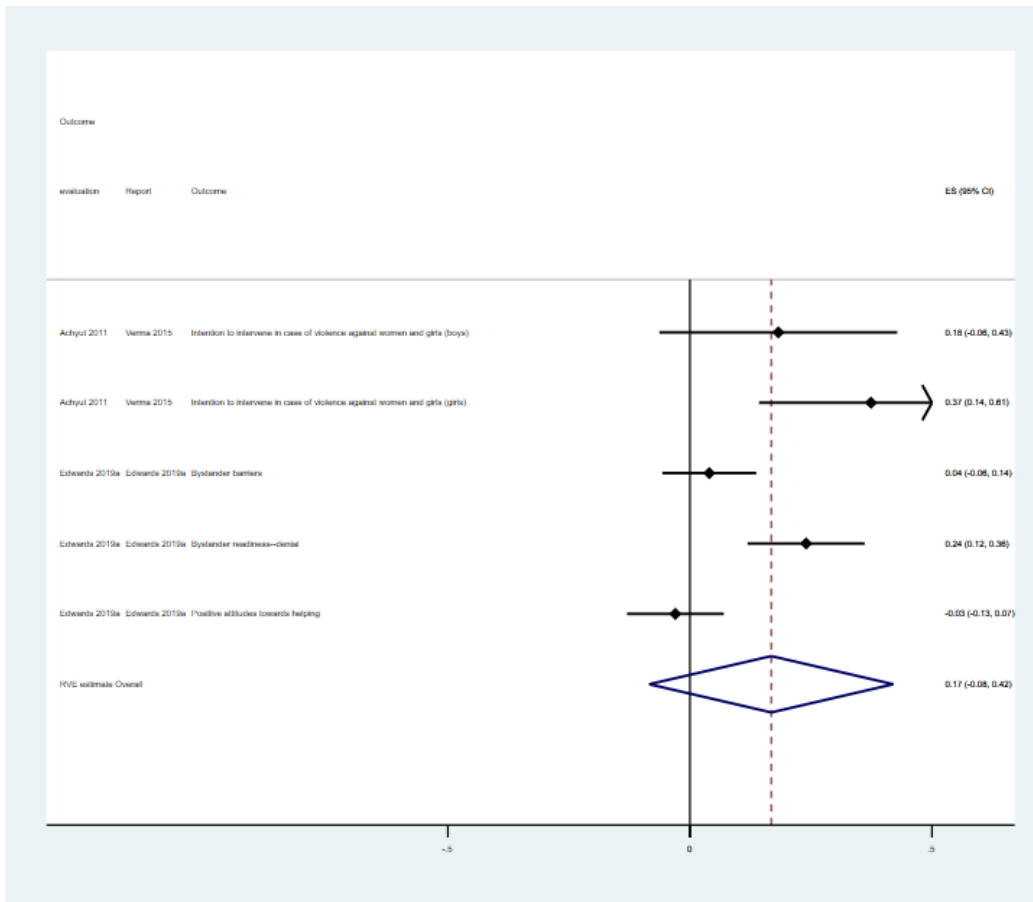 Outcome
evaluation Report Outcome ES (95% CI)
Achyut 2011 Verma 2015 Intention to intervene in case of violence against women and girls (boys) 0.18 (-0.06, 0.43)
Achyut 2011 Verma 2015 Intention to intervene in case of violence against women and girls (girls) 0.37 (0.14, 0.61)
Edwards 2019a Edwards 2019a Bystander barriers 0.04 (-0.06, 0.14)
Edwards 2019a Edwards 2019a Bystander readiness--denial 0.24 (0.12, 0.36)
Edwards 2019a Edwards 2019a Positive attitudes towards helping -0.03 (-0.13, 0.07)
RVE estimate Overall 0.17 (-0.08, 0.42)
-.5 0 .5